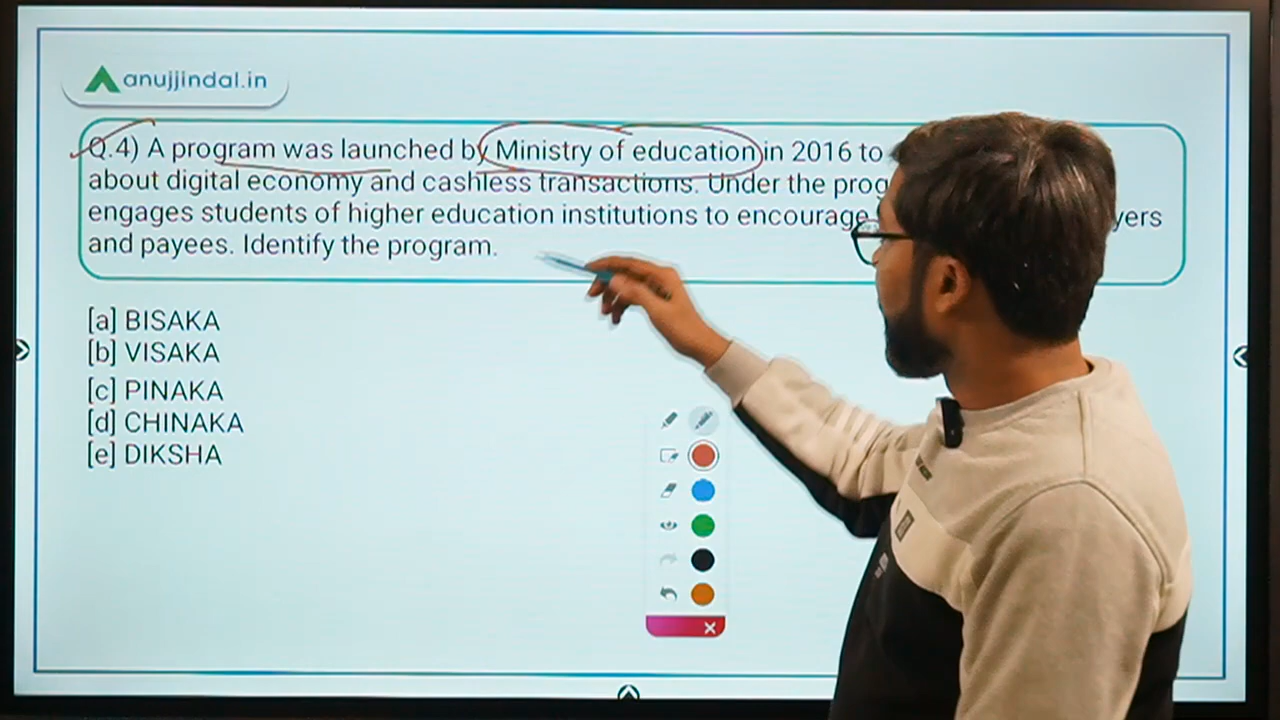 anujjindal.in
Q.4) A program was launched by Ministry of education in 2016 to
about digital economy and cashless transactions. Under the prog
engages students of higher education institutions to encourage yers
and payees. Identify the program.
[a] BISAKA
[b] VISAKA
[c] PINAKA
[d] CHINAKA
[e] DIKSHA